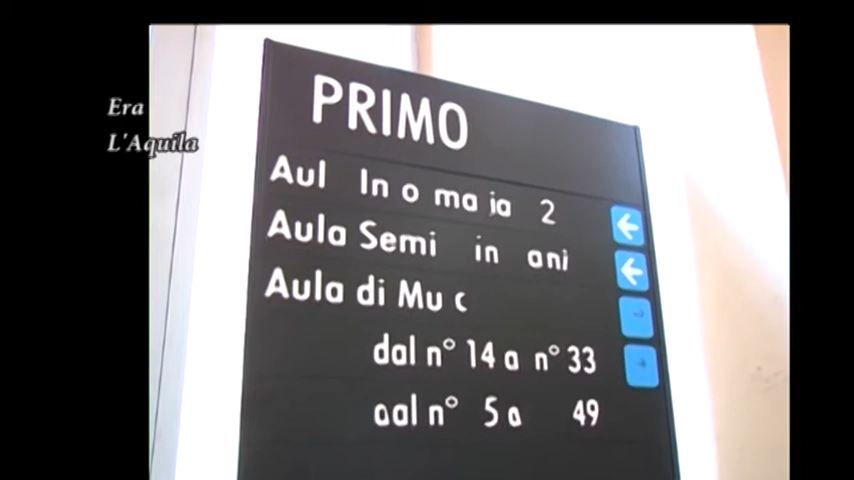 Era
L'Aquila
PRIMO
Aul In o ma ia 2
Aula Semi in ani
Aula di Mu c
dal n° 14 a n° 33
aal n° 5 a 49